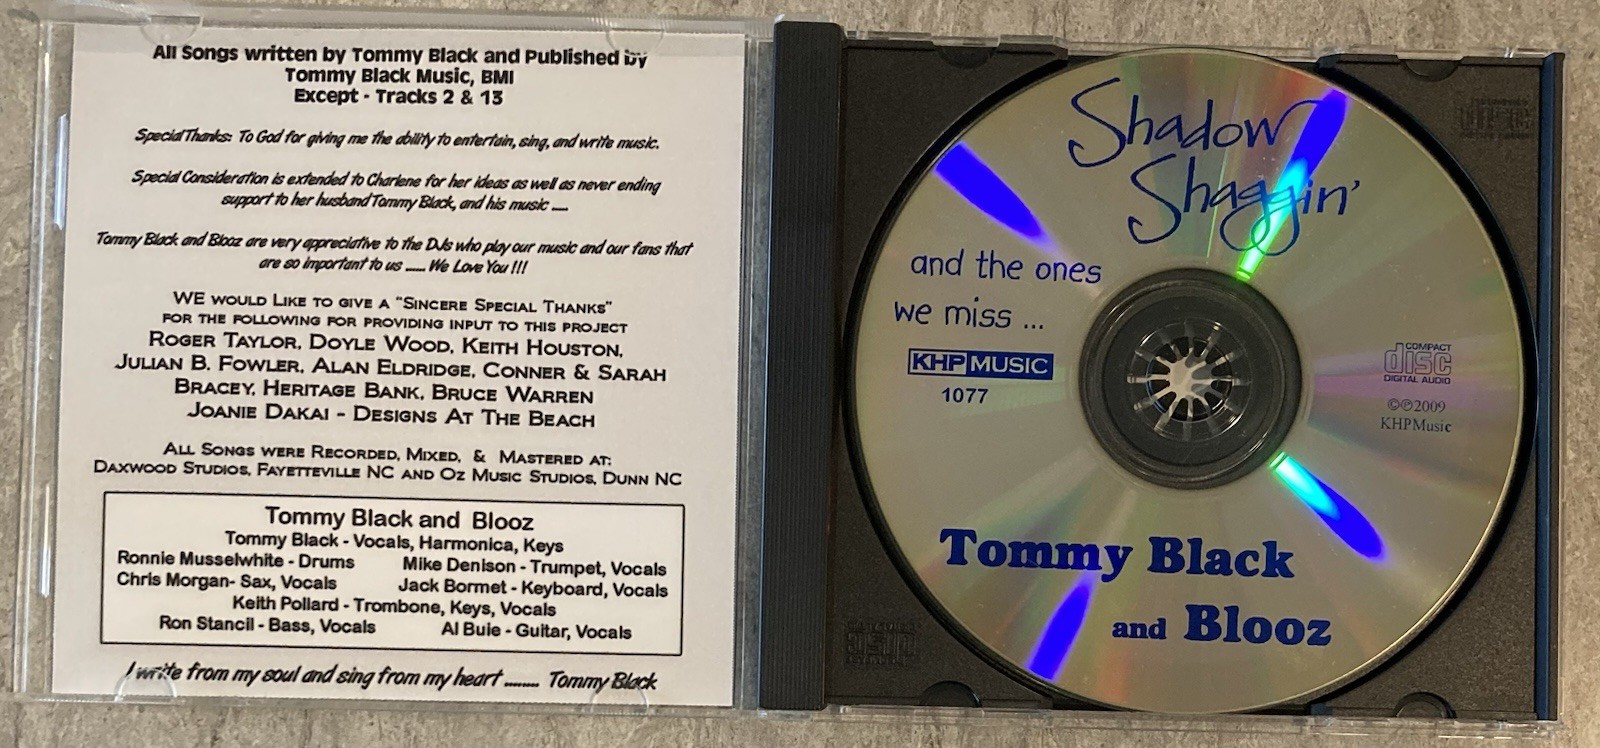 All Songs written by Tommy Black and Published by
Tommy Black Music, BMI
Except - Tracks 2 & 13
Special Thanks: To God for giving me the ability to entertain, sing, and write music.
Special Consideration is extended to Charlene for her ideas as well as never ending
support to her husband Tommy Black, and his music .....
Tommy Black and Blooz are very appreciative to the DJs who play our music and our fans that
are so important to us ...... We Love You !!!
WE WOULD LIKE TO GIVE A "SINCERE SPECIAL THANKS"
FOR THE FOLLOWING FOR PROVIDING INPUT TO THIS PROJECT
ROGER TAYLOR, DOYLE WOOD, KEITH HOUSTON,
JULIAN B. FOWLER, ALAN ELDRIDGE, CONNER & SARAH
BRACEY, HERITAGE BANK, BRUCE WARREN
JOANIE DAKAI - DESIGNS AT THE BEACH
ALL SONGS WERE RECORDED, MIXED, & MASTERED AT:
DAXWOOD STUDIOS, FAYETTEVILLE NC AND OZ MUSIC STUDIOS, DUNN NC
Tommy Black and Blooz
Tommy Black - Vocals, Harmonica, Keys
Ronnie Musselwhite - Drums Mike Denison - Trumpet, Vocals
Chris Morgan- Sax, Vocals Jack Bormet - Keyboard, Vocals
Keith Pollard - Trombone, Keys, Vocals
Ron Stancil - Bass, Vocals Al Buie - Guitar, Vocals
I write from my soul and sing from my heart ........ Tommy Black
Shadow
Shaggin'
and the ones
we miss ...
KHP MUSIC
1077
COMPACT
disc
DIGITAL AUDIO
©℗2009
KHPMusic
Tommy Black
and Blooz